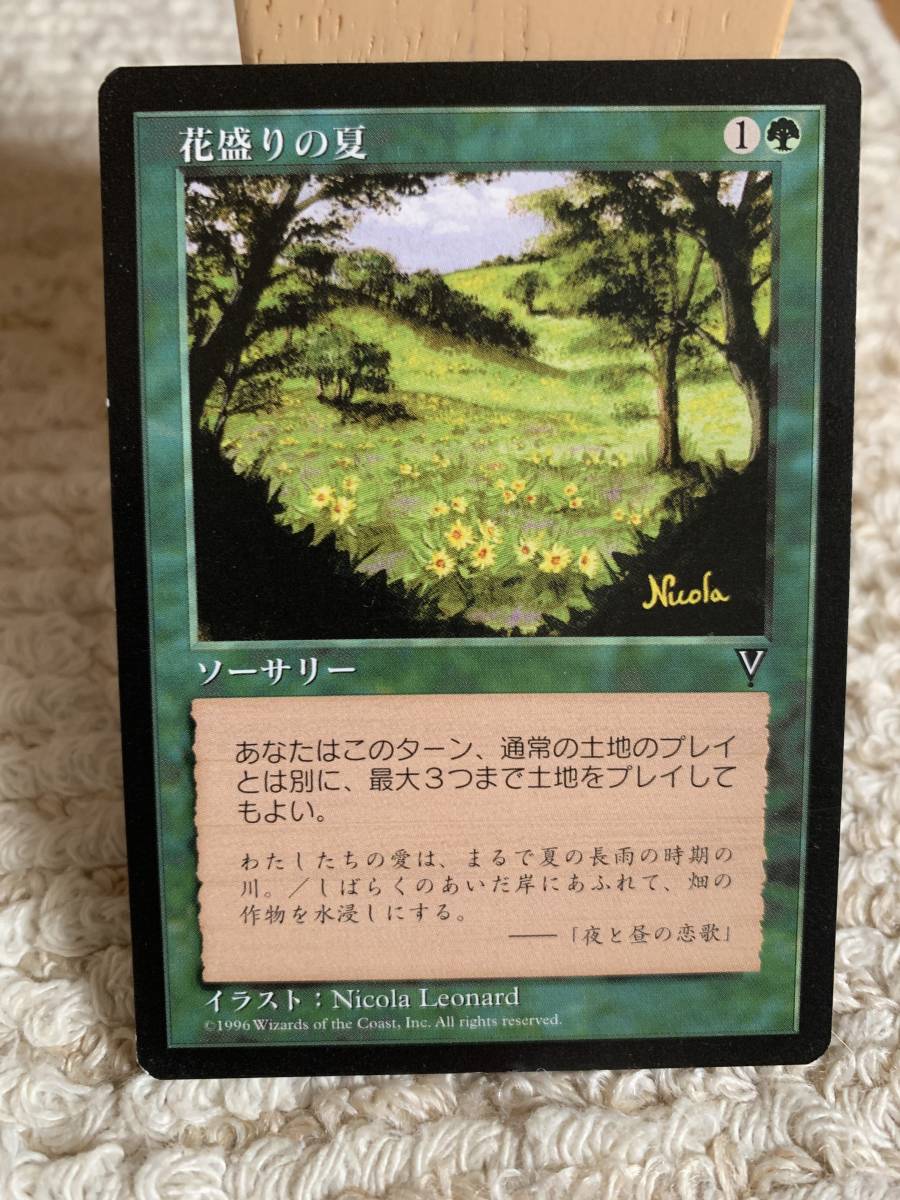 花盛りの夏 1
Nicola
ソーサリー V
あなたはこのターン、通常の土地のプレイ
とは別に、最大3つまで土地をプレイして
もよい。
わたしたちの愛は、まるで夏の長雨の時期の
川。／しばらくのあいだ岸にあふれて、畑の
作物を水浸しにする。
——「夜と昼の恋歌」
イラスト：Nicola Leonard
©1996 Wizards of the Coast, Inc. All rights reserved.